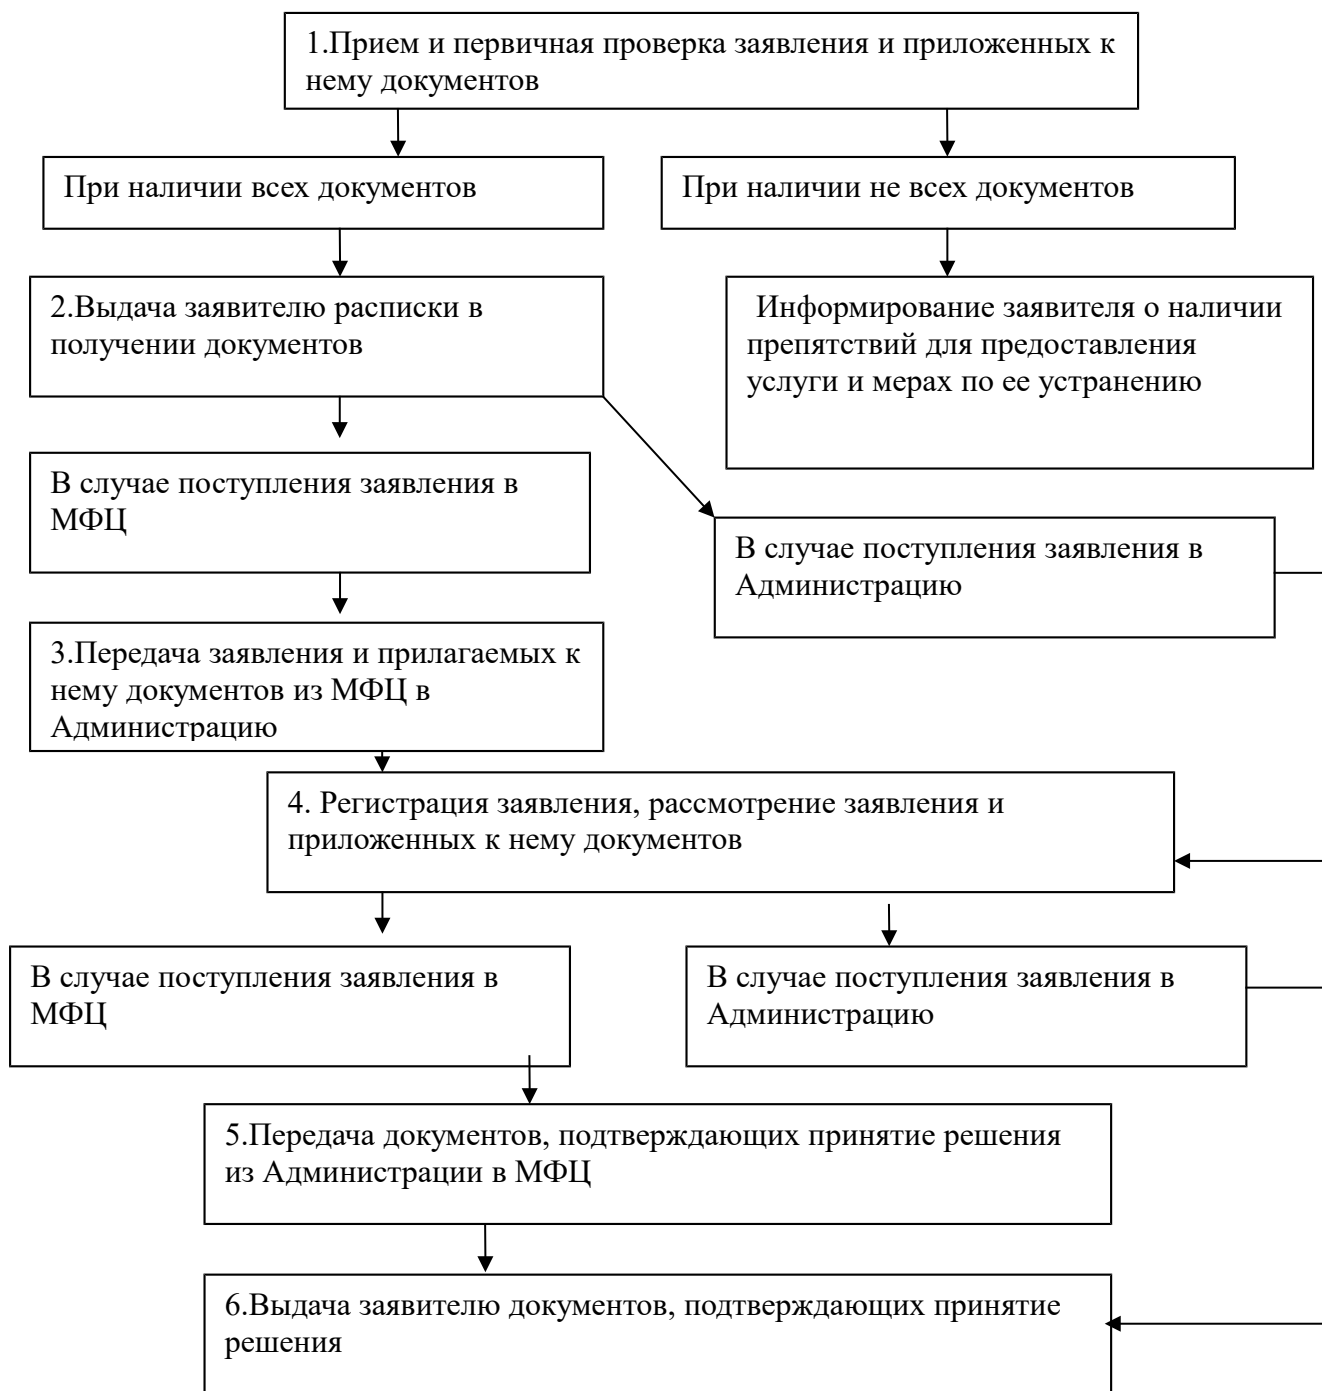 1.Прием и первичная проверка заявления и приложенных к
нему документов
При наличии всех документов
При наличии не всех документов
2.Выдача заявителю расписки в
получении документов
Информирование заявителя о наличии
препятствий для предоставления
услуги и мерах по ее устранению
В случае поступления заявления в
МФЦ
В случае поступления заявления в
Администрацию
3.Передача заявления и прилагаемых к
нему документов из МФЦ в
Администрацию
4. Регистрация заявления, рассмотрение заявления и
приложенных к нему документов
В случае поступления заявления в
МФЦ
В случае поступления заявления в
Администрацию
5.Передача документов, подтверждающих принятие решения
из Администрации в МФЦ
6.Выдача заявителю документов, подтверждающих принятие
решения